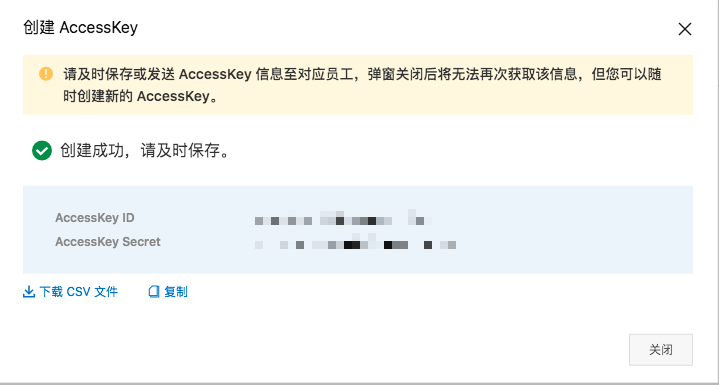 创建 AccessKey
请及时保存或发送 AccessKey 信息至对应员工，弹窗关闭后将无法再次获取该信息，但您可以随
时创建新的 AccessKey。
创建成功，请及时保存。
AccessKey ID
AccessKey Secret
下载 CSV 文件 复制
关闭